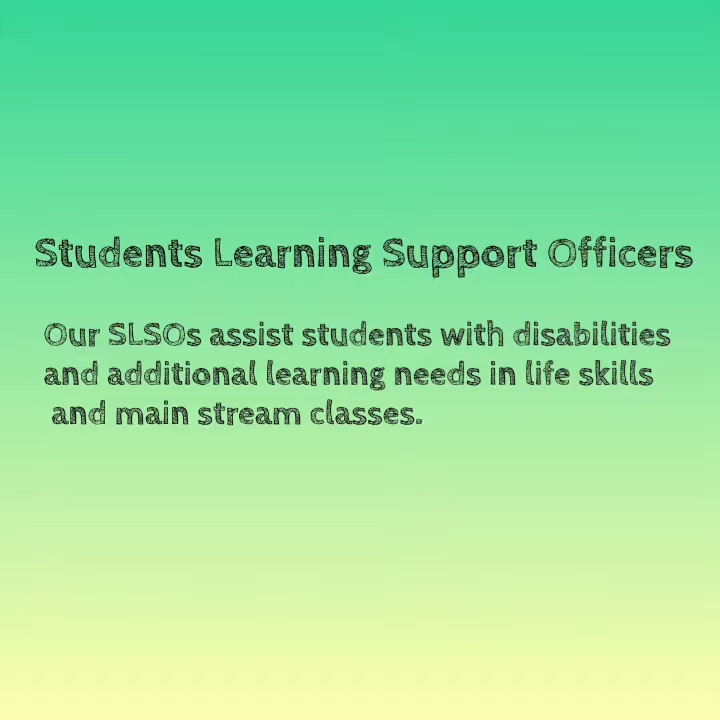 Students Learning Support Officers
Our SLSOs assist students with disabilities
and additional learning needs in life skills
and main stream classes.